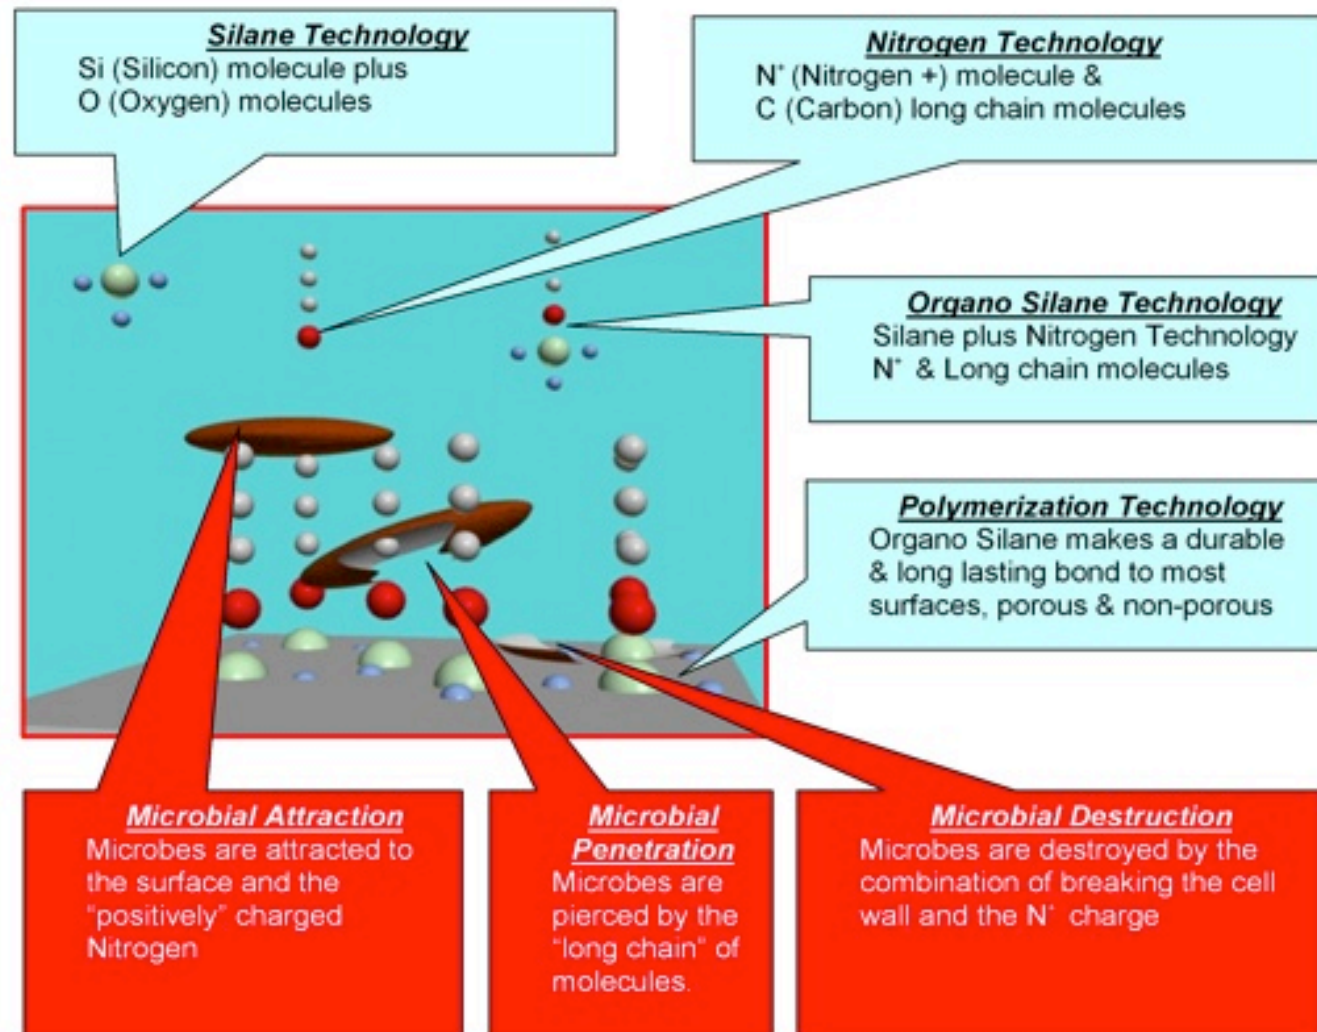 Silane Technology
Si (Silicon) molecule plus
O (Oxygen) molecules
Nitrogen Technology
N⁺ (Nitrogen +) molecule &
C (Carbon) long chain molecules
Organo Silane Technology
Silane plus Nitrogen Technology
N⁺ & Long chain molecules
Polymerization Technology
Organo Silane makes a durable
& long lasting bond to most
surfaces, porous & non-porous
Microbial Attraction
Microbes are attracted to
the surface and the
“positively” charged
Nitrogen
Microbial
Penetration
Microbes are
pierced by the
“long chain” of
molecules.
Microbial Destruction
Microbes are destroyed by the
combination of breaking the cell
wall and the N⁺ charge